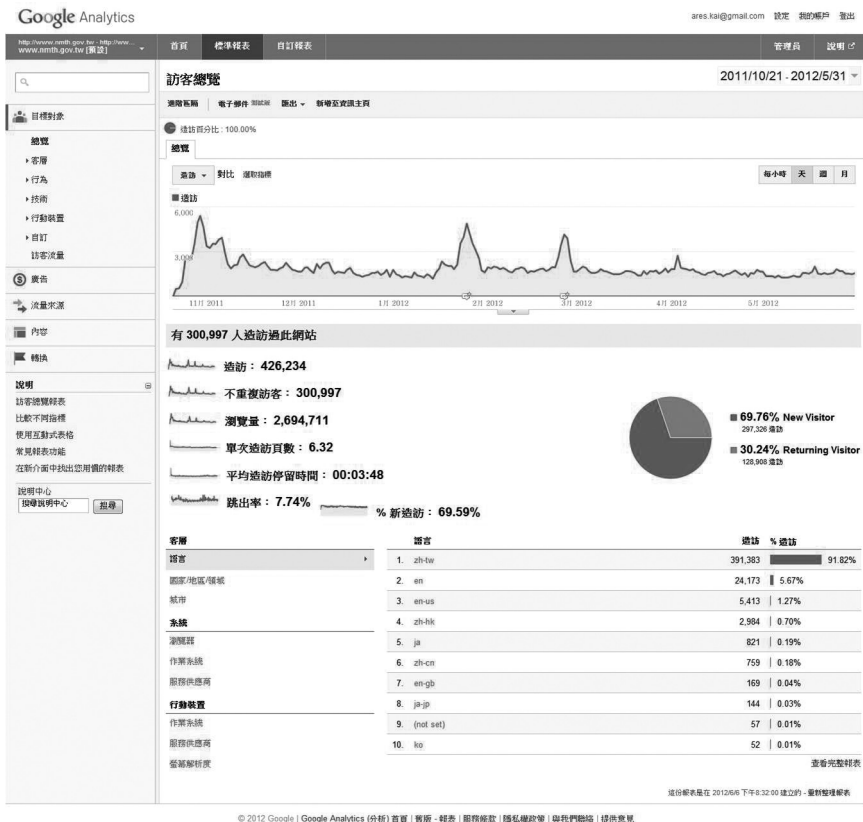 Google Analytics
ares.kai@gmail.com 設定 我的帳戶 登出
http://www.nmth.gov.tw - http://ww...
www.nmth.gov.tw [預設]
首頁 標準報表 自訂報表 管理員 說明
訪客總覽
2011/10/21 - 2012/5/31
進階區隔 電子郵件 測試版 匯出 新增至資訊主頁
目標對象
總覽
客層
行為
技術
行動裝置
自訂
訪客流量
廣告
流量來源
內容
轉換
說明
訪客總覽報表
比較不同指標
使用互動式表格
常見報表功能
在新介面中找出您用慣的報表
說明中心
搜尋說明中心 搜尋
造訪百分比 : 100.00%
總覽
造訪 對比 選取指標
每小時 天 週 月
造訪
6,000
3,000
11月 2011 12月 2011 1月 2012 2月 2012 3月 2012 4月 2012 5月 2012
有 300,997 人造訪過此網站
造訪： 426,234
不重複訪客： 300,997
瀏覽量： 2,694,711
單次造訪頁數： 6.32
平均造訪停留時間： 00:03:48
跳出率： 7.74%
% 新造訪： 69.59%
69.76% New Visitor
297,326 造訪
30.24% Returning Visitor
128,908 造訪
客層
語言
國家/地區/領域
城市
系統
瀏覽器
作業系統
服務供應商
行動裝置
作業系統
服務供應商
螢幕解析度
語言 造訪 % 造訪
1. zh-tw 391,383 91.82%
2. en 24,173 5.67%
3. en-us 5,413 1.27%
4. zh-hk 2,984 0.70%
5. ja 821 0.19%
6. zh-cn 759 0.18%
7. en-gb 169 0.04%
8. ja-jp 144 0.03%
9. (not set) 57 0.01%
10. ko 52 0.01%
查看完整報表
這份報表是在 2012/6/6 下午8:32:00 建立的 - 重新整理報表
© 2012 Google | Google Analytics (分析) 首頁 | 舊版 - 報表 | 服務條款 | 隱私權政策 | 與我們聯絡 | 提供意見